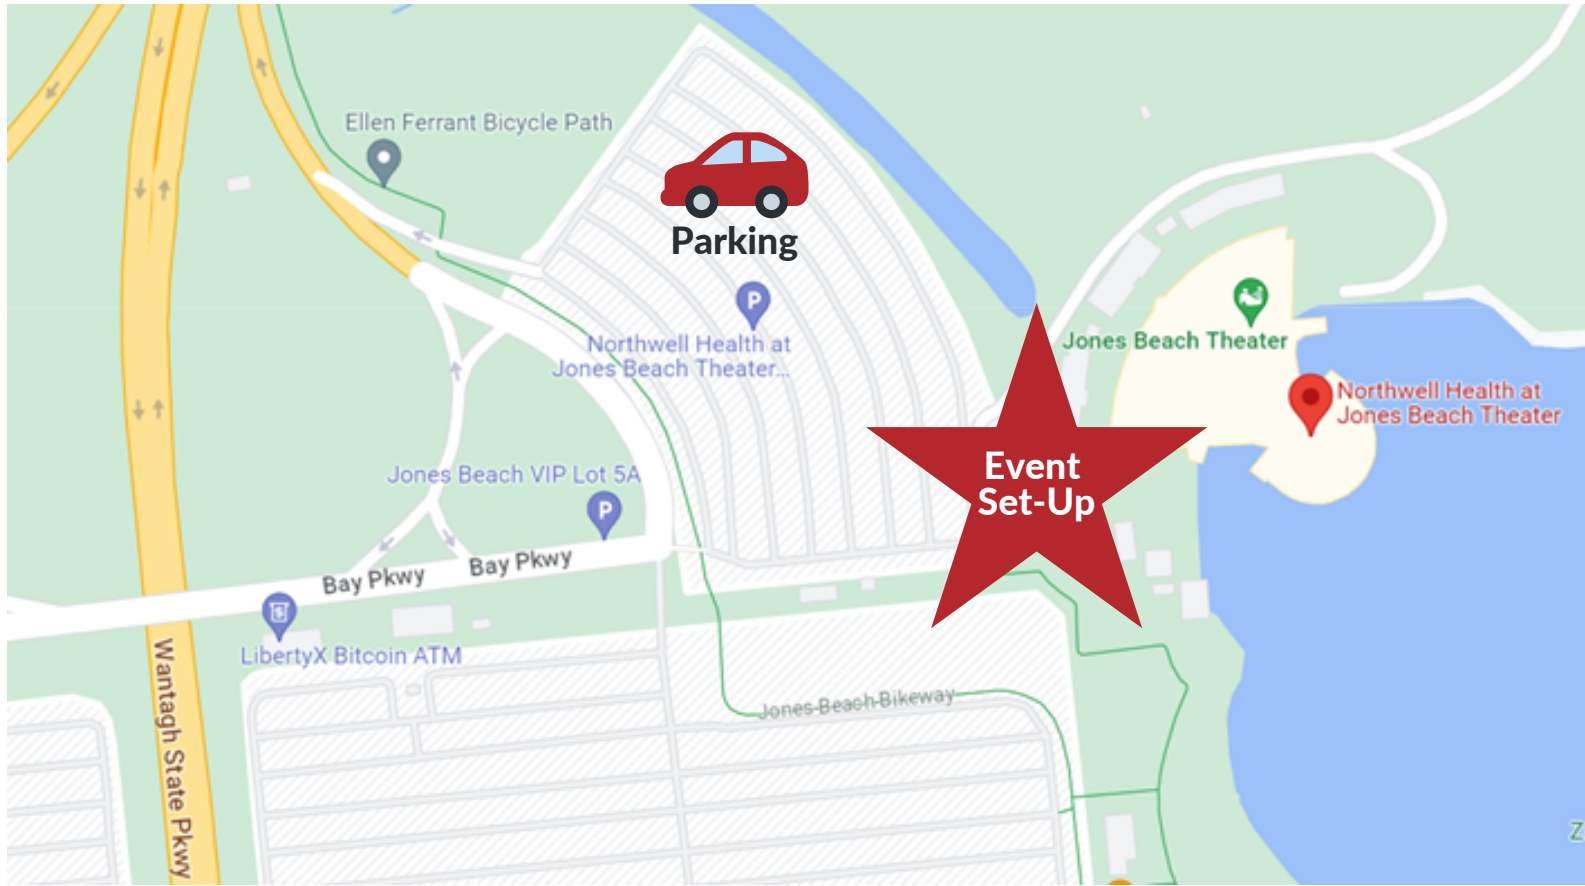 Ellen Ferrant Bicycle Path
Parking
P
Northwell Health at
Jones Beach Theater...
Jones Beach Theater
Northwell Health at
Jones Beach Theater
Event
Set-Up
Jones Beach VIP Lot 5A
P
Bay Pkwy
Bay Pkwy
LibertyX Bitcoin ATM
Wantagh State Pkwy
Jones Beach Bikeway
Z